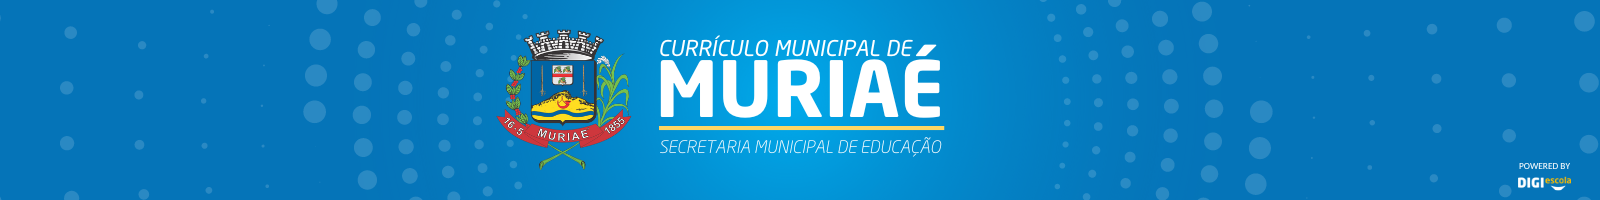 CURRÍCULO MUNICIPAL DE
MURIAÉ
SECRETARIA MUNICIPAL DE EDUCAÇÃO
16-5 MURIAE 1855
POWERED BY
DIGIescola